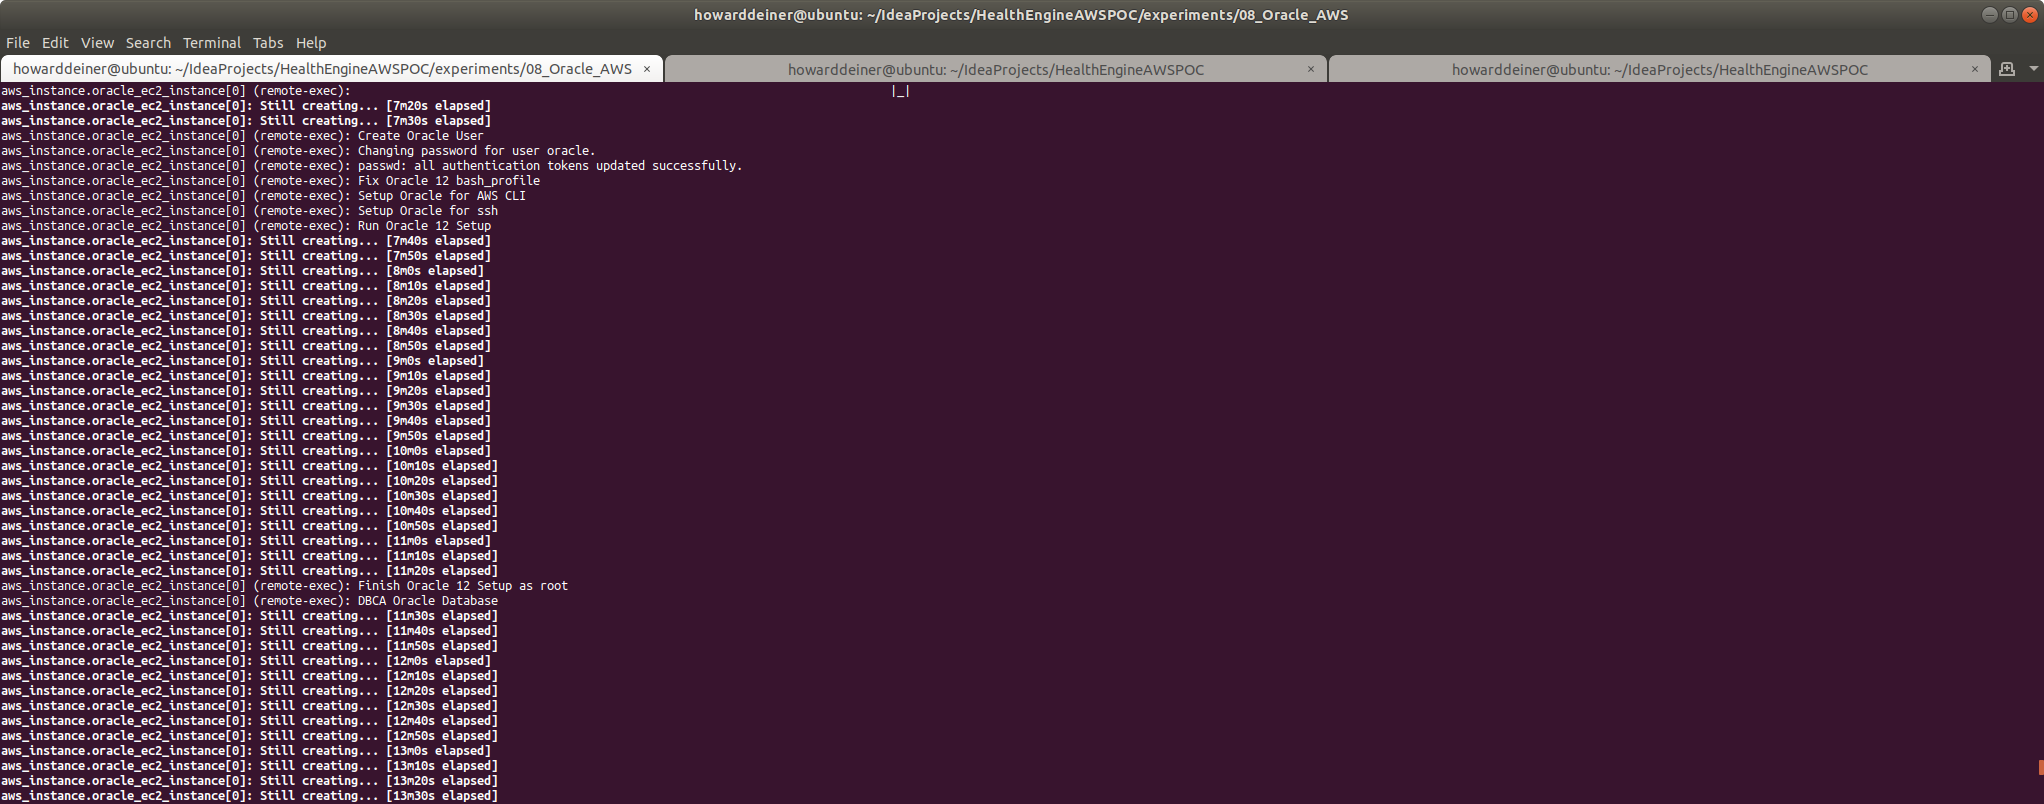 howarddeiner@ubuntu: ~/IdeaProjects/HealthEngineAWSPOC/experiments/08_Oracle_AWS
File Edit View Search Terminal Tabs Help
howarddeiner@ubuntu: ~/IdeaProjects/HealthEngineAWSPOC/experiments/08_Oracle_AWS × howarddeiner@ubuntu: ~/IdeaProjects/HealthEngineAWSPOC × howarddeiner@ubuntu: ~/IdeaProjects/HealthEngineAWSPOC ×
aws_instance.oracle_ec2_instance[0] (remote-exec): |_|
aws_instance.oracle_ec2_instance[0]: Still creating... [7m20s elapsed]
aws_instance.oracle_ec2_instance[0]: Still creating... [7m30s elapsed]
aws_instance.oracle_ec2_instance[0] (remote-exec): Create Oracle User
aws_instance.oracle_ec2_instance[0] (remote-exec): Changing password for user oracle.
aws_instance.oracle_ec2_instance[0] (remote-exec): passwd: all authentication tokens updated successfully.
aws_instance.oracle_ec2_instance[0] (remote-exec): Fix Oracle 12 bash_profile
aws_instance.oracle_ec2_instance[0] (remote-exec): Setup Oracle for AWS CLI
aws_instance.oracle_ec2_instance[0] (remote-exec): Setup Oracle for ssh
aws_instance.oracle_ec2_instance[0] (remote-exec): Run Oracle 12 Setup
aws_instance.oracle_ec2_instance[0]: Still creating... [7m40s elapsed]
aws_instance.oracle_ec2_instance[0]: Still creating... [7m50s elapsed]
aws_instance.oracle_ec2_instance[0]: Still creating... [8m0s elapsed]
aws_instance.oracle_ec2_instance[0]: Still creating... [8m10s elapsed]
aws_instance.oracle_ec2_instance[0]: Still creating... [8m20s elapsed]
aws_instance.oracle_ec2_instance[0]: Still creating... [8m30s elapsed]
aws_instance.oracle_ec2_instance[0]: Still creating... [8m40s elapsed]
aws_instance.oracle_ec2_instance[0]: Still creating... [8m50s elapsed]
aws_instance.oracle_ec2_instance[0]: Still creating... [9m0s elapsed]
aws_instance.oracle_ec2_instance[0]: Still creating... [9m10s elapsed]
aws_instance.oracle_ec2_instance[0]: Still creating... [9m20s elapsed]
aws_instance.oracle_ec2_instance[0]: Still creating... [9m30s elapsed]
aws_instance.oracle_ec2_instance[0]: Still creating... [9m40s elapsed]
aws_instance.oracle_ec2_instance[0]: Still creating... [9m50s elapsed]
aws_instance.oracle_ec2_instance[0]: Still creating... [10m0s elapsed]
aws_instance.oracle_ec2_instance[0]: Still creating... [10m10s elapsed]
aws_instance.oracle_ec2_instance[0]: Still creating... [10m20s elapsed]
aws_instance.oracle_ec2_instance[0]: Still creating... [10m30s elapsed]
aws_instance.oracle_ec2_instance[0]: Still creating... [10m40s elapsed]
aws_instance.oracle_ec2_instance[0]: Still creating... [10m50s elapsed]
aws_instance.oracle_ec2_instance[0]: Still creating... [11m0s elapsed]
aws_instance.oracle_ec2_instance[0]: Still creating... [11m10s elapsed]
aws_instance.oracle_ec2_instance[0]: Still creating... [11m20s elapsed]
aws_instance.oracle_ec2_instance[0] (remote-exec): Finish Oracle 12 Setup as root
aws_instance.oracle_ec2_instance[0] (remote-exec): DBCA Oracle Database
aws_instance.oracle_ec2_instance[0]: Still creating... [11m30s elapsed]
aws_instance.oracle_ec2_instance[0]: Still creating... [11m40s elapsed]
aws_instance.oracle_ec2_instance[0]: Still creating... [11m50s elapsed]
aws_instance.oracle_ec2_instance[0]: Still creating... [12m0s elapsed]
aws_instance.oracle_ec2_instance[0]: Still creating... [12m10s elapsed]
aws_instance.oracle_ec2_instance[0]: Still creating... [12m20s elapsed]
aws_instance.oracle_ec2_instance[0]: Still creating... [12m30s elapsed]
aws_instance.oracle_ec2_instance[0]: Still creating... [12m40s elapsed]
aws_instance.oracle_ec2_instance[0]: Still creating... [12m50s elapsed]
aws_instance.oracle_ec2_instance[0]: Still creating... [13m0s elapsed]
aws_instance.oracle_ec2_instance[0]: Still creating... [13m10s elapsed]
aws_instance.oracle_ec2_instance[0]: Still creating... [13m20s elapsed]
aws_instance.oracle_ec2_instance[0]: Still creating... [13m30s elapsed]